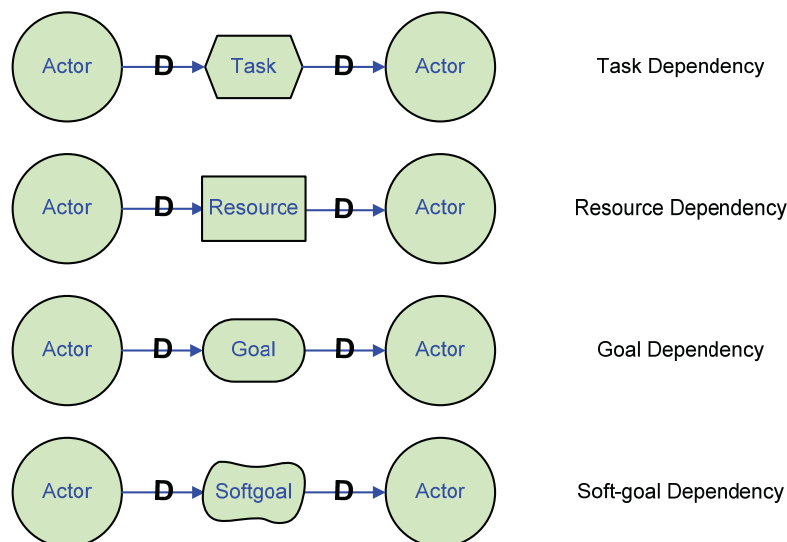 Actor D Task D Actor Task Dependency
Actor D Resource D Actor Resource Dependency
Actor D Goal D Actor Goal Dependency
Actor D Softgoal D Actor Soft-goal Dependency